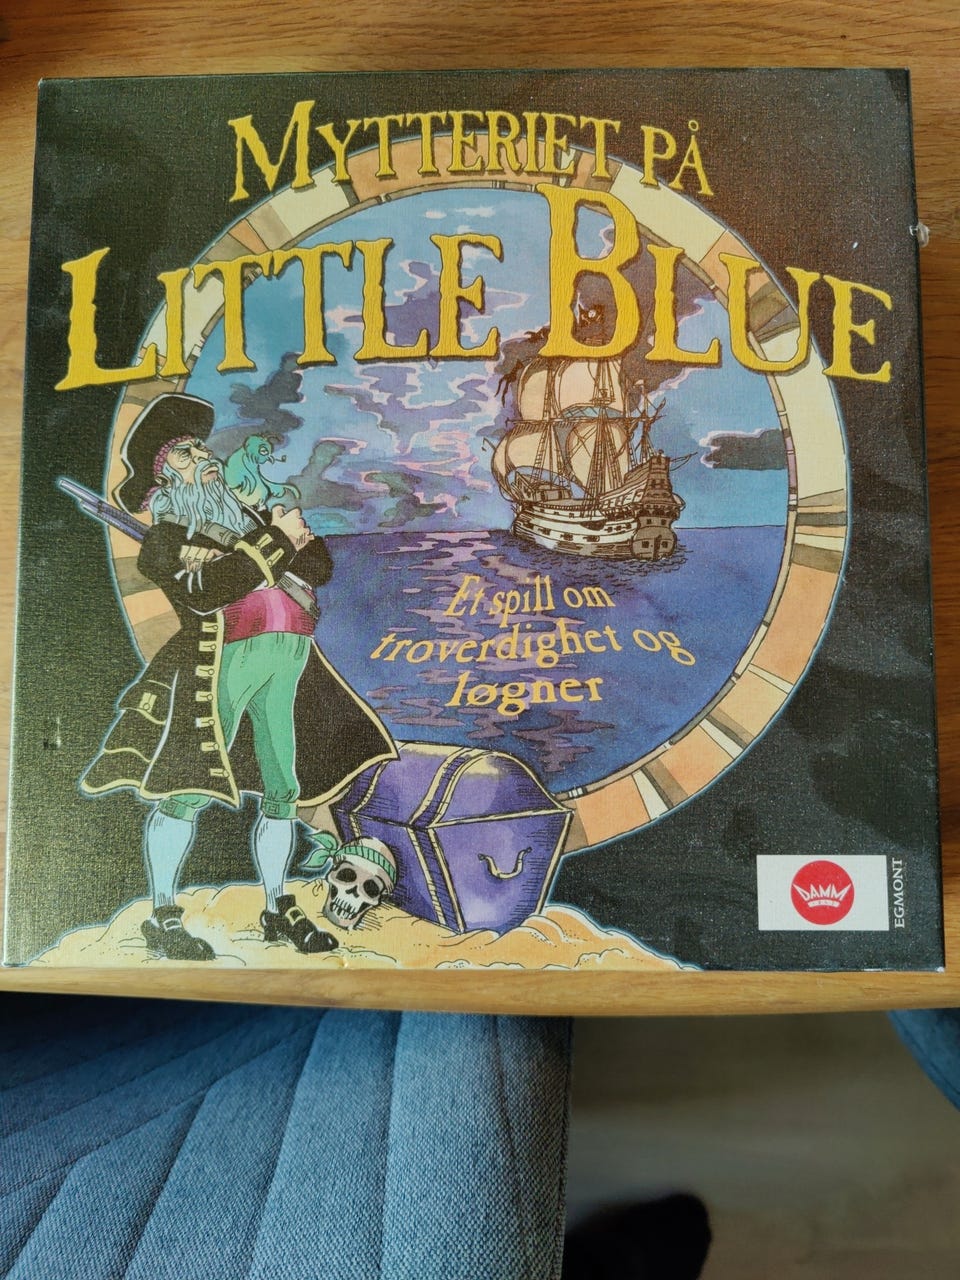 MYTTERIET PÅ
LITTLE BLUE
Et spill om
troverdighet og
løgner
DAMM
EGMONT